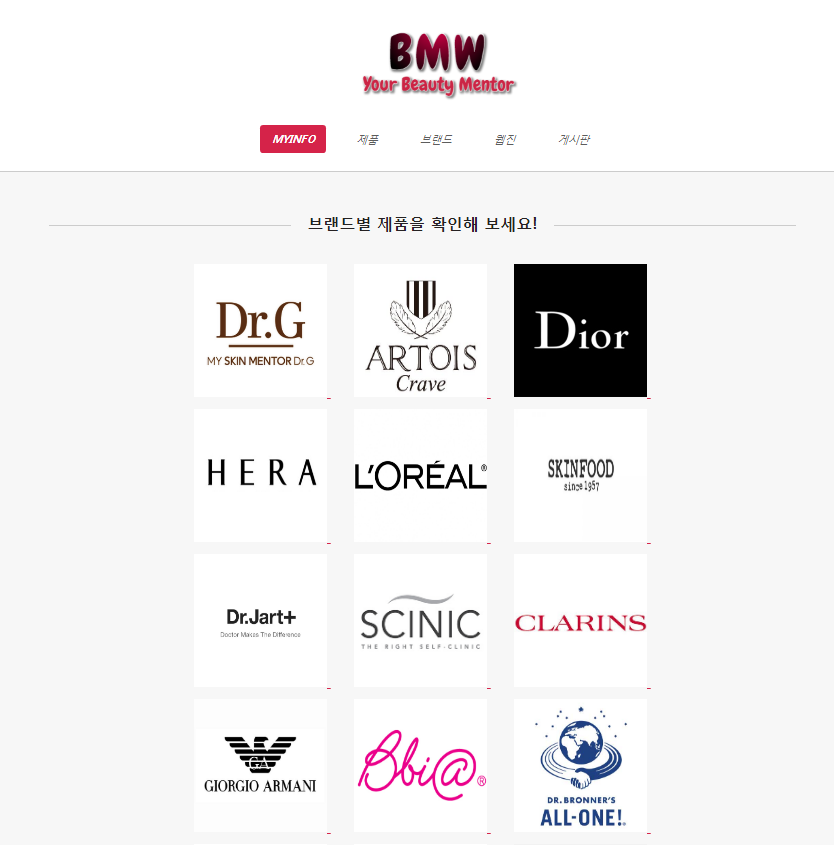 BMW
Your Beauty Mentor
MYINFO 제품 브랜드 웹진 게시판
브랜드별 제품을 확인해 보세요!
Dr.G
MY SKIN MENTOR Dr.G
ARTOIS
Crave
Dior
HERA
L'ORÉAL®
SKINFOOD
since 1957
Dr.Jart+
Doctor Makes The Difference
SCINIC
THE RIGHT SELF-CLINIC
CLARINS
GA
GIORGIO ARMANI
Bbi@®
DR. BRONNER'S
ALL-ONE!®